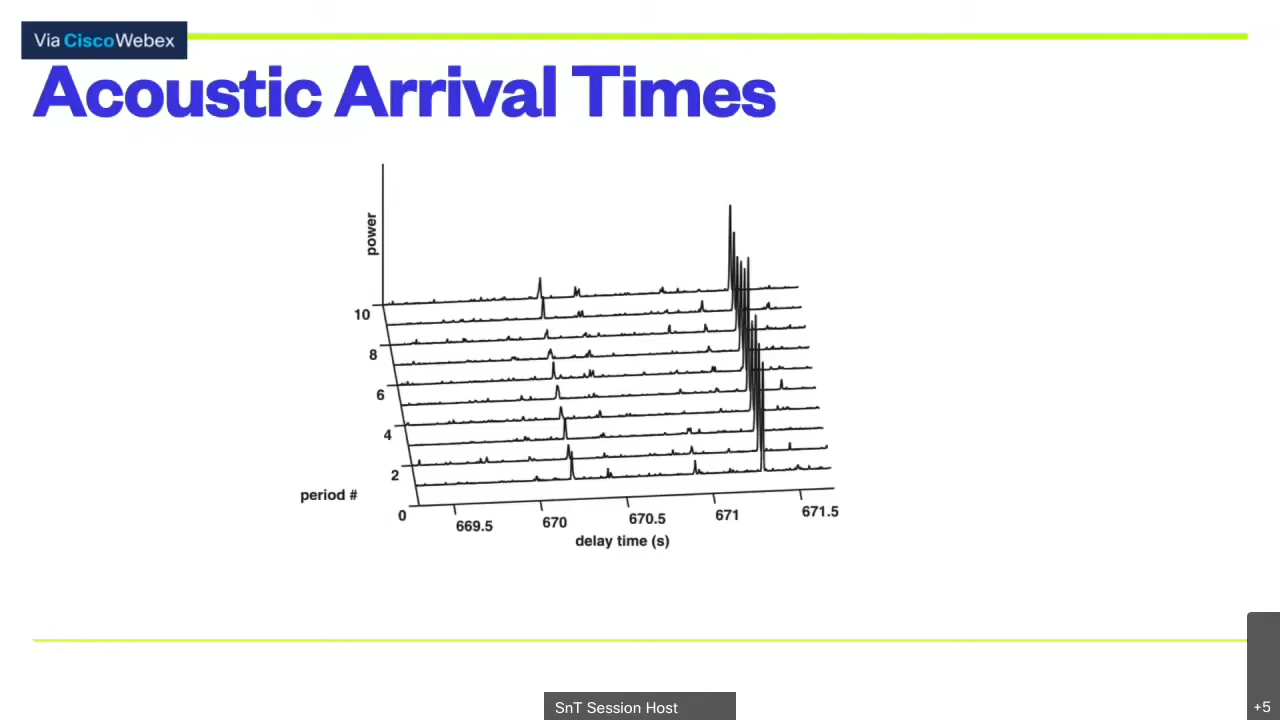 Via CiscoWebex
Acoustic Arrival Times
power
10
8
6
4
2
0
period #
669.5
670
670.5
671
671.5
delay time (s)
SnT Session Host
+5